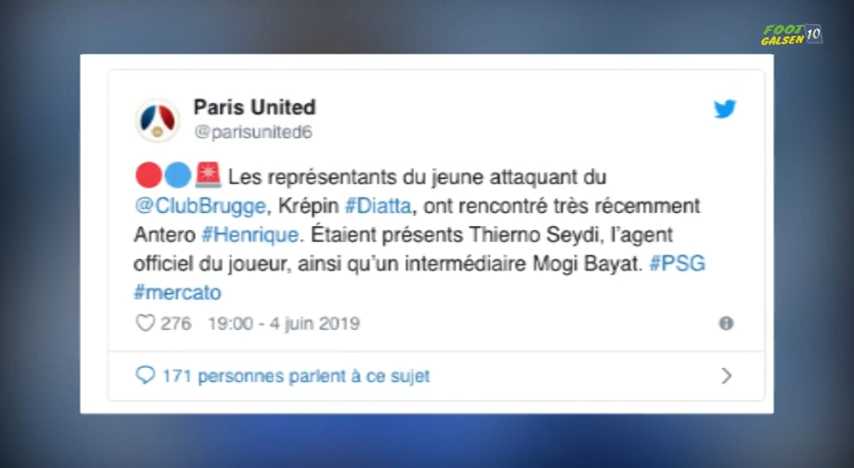 FOOT
GALSEN 10
Paris United
@parisunited6
🔴🔵🚨 Les représentants du jeune attaquant du
@ClubBrugge, Krépin #Diatta, ont rencontré très récemment
Antero #Henrique. Étaient présents Thierno Seydi, l'agent
officiel du joueur, ainsi qu'un intermédiaire Mogi Bayat. #PSG
#mercato
276 19:00 - 4 juin 2019
171 personnes parlent à ce sujet